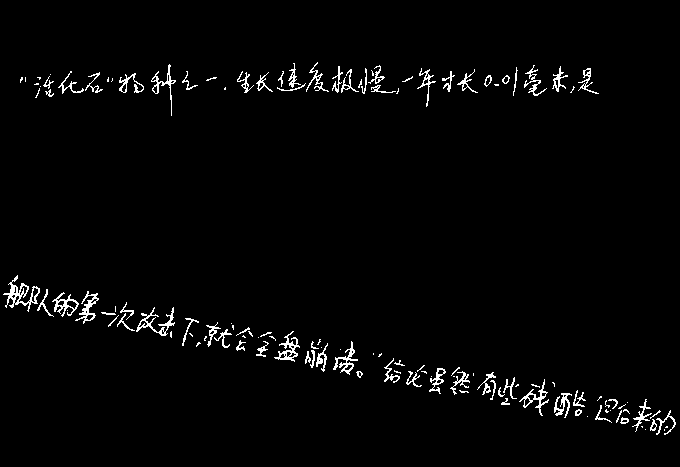 “活化石”物种之一.生长速度极慢,一年才长0.01毫米,是
舰队的第一次攻击下,就会全盘崩溃。”结论虽然有些残酷.但后来的